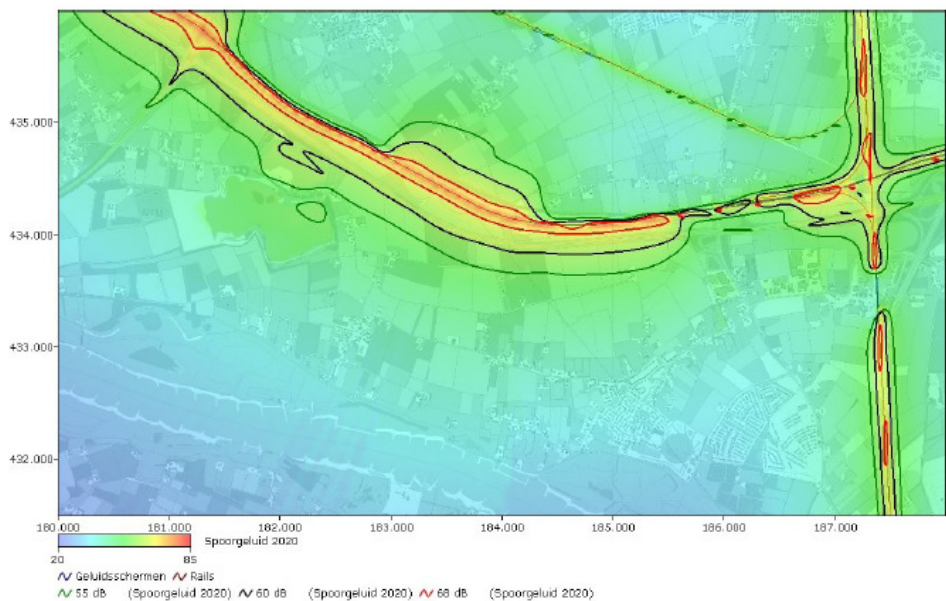 435.000
434.000
433.000
432.000
180.000 181.000 182.000 183.000 184.000 185.000 186.000 187.000
Spoorgeluid 2020
20 85
Geluidsschermen Rails
55 dB (Spoorgeluid 2020) 60 dB (Spoorgeluid 2020) 68 dB (Spoorgeluid 2020)